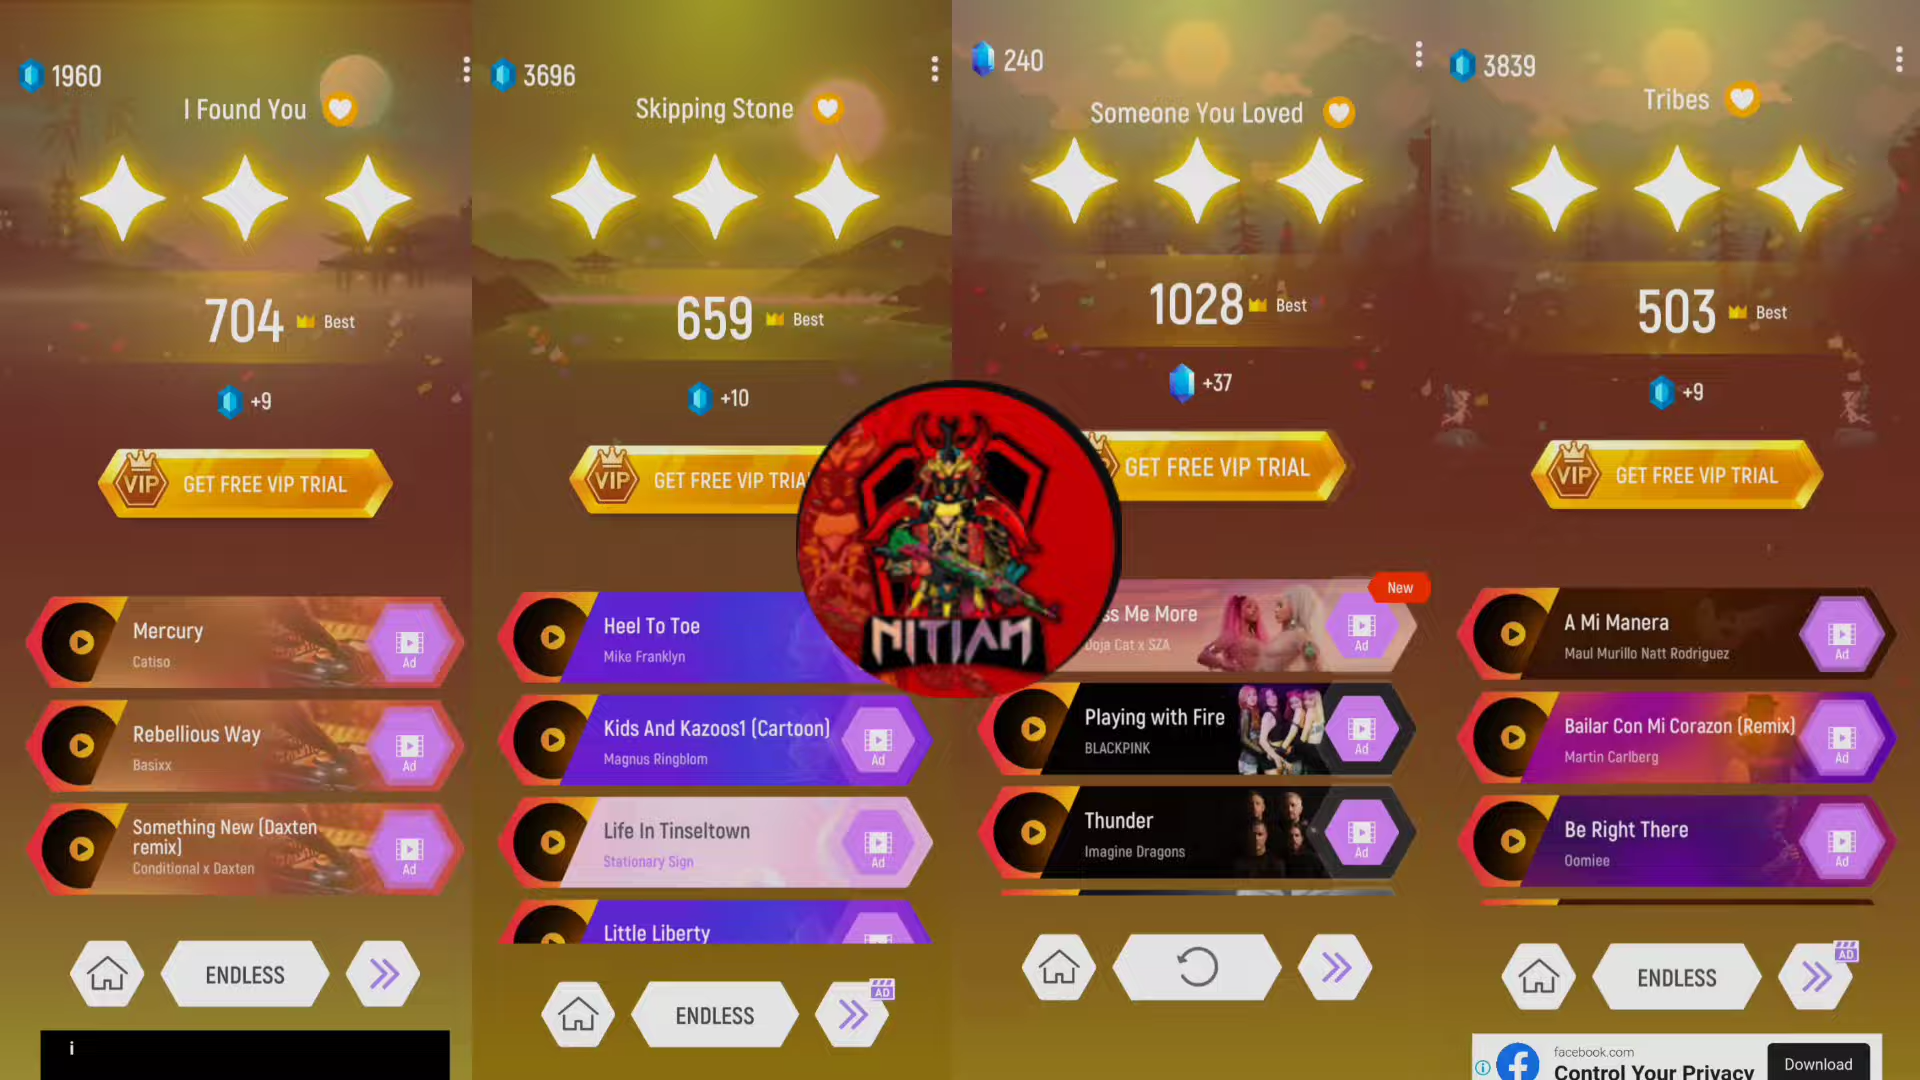 1960
I Found You
704 Best
+9
VIP GET FREE VIP TRIAL
Mercury
Catiso
Ad
Rebellious Way
Basixx
Ad
Something New (Daxten
remix)
Conditional x Daxten
Ad
ENDLESS
i
3696
Skipping Stone
659 Best
+10
VIP GET FREE VIP TRIA
Heel To Toe
Mike Franklyn
Kids And Kazoos1 (Cartoon)
Magnus Ringblom
Ad
Life In Tinseltown
Stationary Sign
Ad
Little Liberty
ENDLESS
AD
NITIAN
240
Someone You Loved
1028 Best
+37
GET FREE VIP TRIAL
New
ss Me More
Doja Cat x SZA
Ad
Playing with Fire
BLACKPINK
Ad
Thunder
Imagine Dragons
Ad
3839
Tribes
503 Best
+9
VIP GET FREE VIP TRIAL
A Mi Manera
Maul Murillo Natt Rodriguez
Ad
Bailar Con Mi Corazon (Remix)
Martin Carlberg
Ad
Be Right There
Oomiee
Ad
ENDLESS
AD
facebook.com
Control Your Privacy
Download